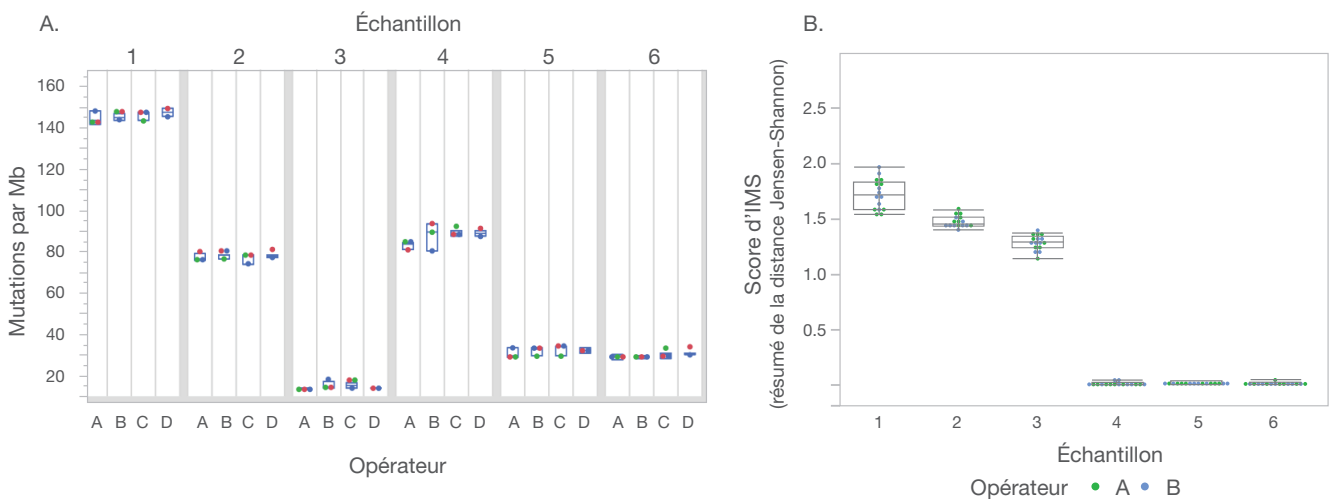 A.
Échantillon
1 2 3 4 5 6
Mutations par Mb
160
140
120
100
80
60
40
20
A B C D A B C D A B C D A B C D A B C D A B C D
Opérateur
B.
Score d'IMS
(résumé de la distance Jensen-Shannon)
2.5
2.0
1.5
1.0
0.5
1 2 3 4 5 6
Échantillon
Opérateur A B